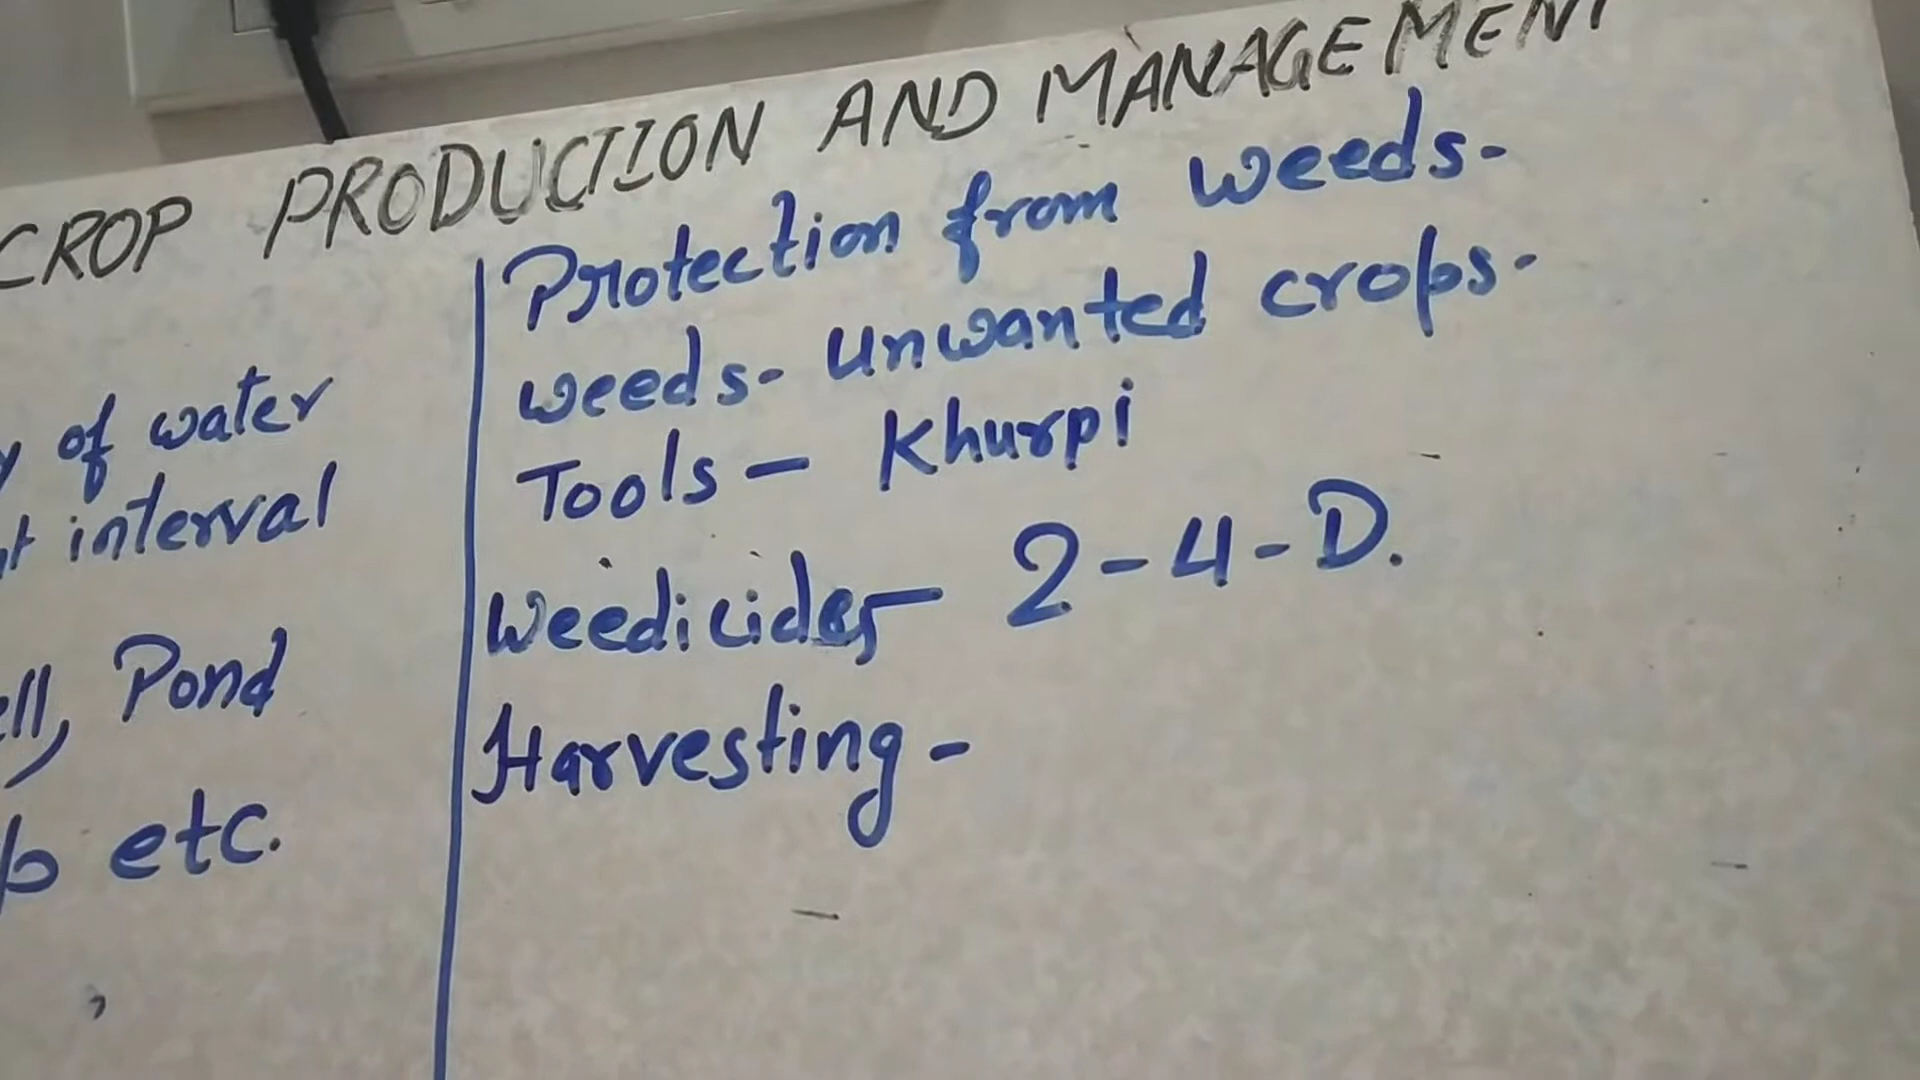 CROP PRODUCTION AND MANAGEMENT
of water
interval
Pond
etc.
Protection from weeds-
weeds- unwanted crops-
Tools - Khurpi
Weedicides - 2-4-D.
Harvesting -